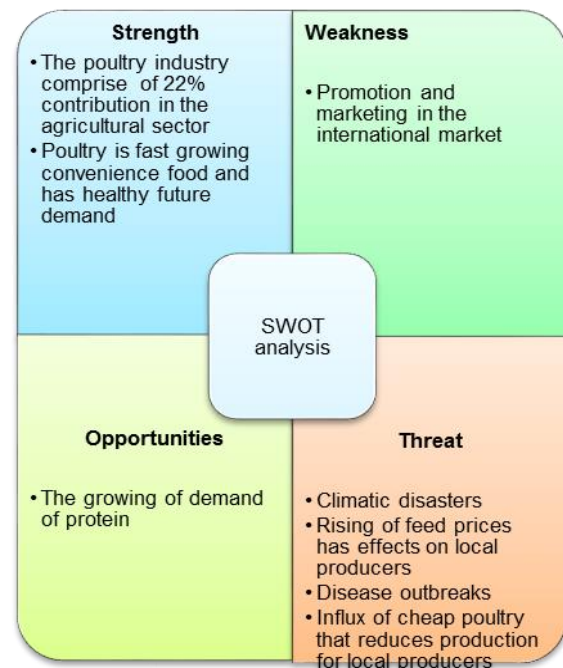 Strength
• The poultry industry
comprise of 22%
contribution in the
agricultural sector
• Poultry is fast growing
convenience food and
has healthy future
demand
Weakness
• Promotion and
marketing in the
international market
SWOT
analysis
Opportunities
• The growing of demand
of protein
Threat
• Climatic disasters
• Rising of feed prices
has effects on local
producers
• Disease outbreaks
• Influx of cheap poultry
that reduces production
for local producers